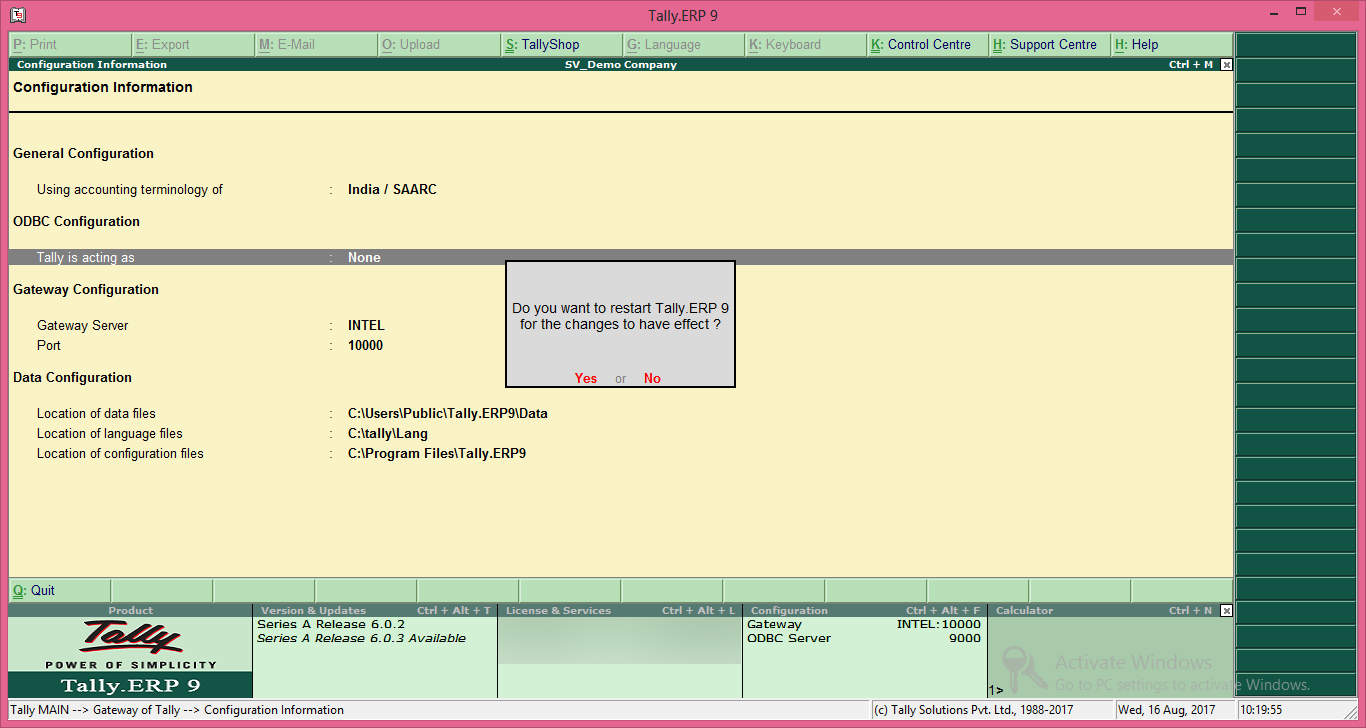 Tally.ERP 9
P: Print E: Export M: E-Mail O: Upload S: TallyShop G: Language K: Keyboard K: Control Centre H: Support Centre H: Help
Configuration Information SV_Demo Company Ctrl + M
Configuration Information
General Configuration
Using accounting terminology of : India / SAARC
ODBC Configuration
Tally is acting as : None
Gateway Configuration
Gateway Server : INTEL
Port : 10000
Do you want to restart Tally.ERP 9
for the changes to have effect ?
Yes or No
Data Configuration
Location of data files : C:\Users\Public\Tally.ERP9\Data
Location of language files : C:\tally\Lang
Location of configuration files : C:\Program Files\Tally.ERP9
Q: Quit
Product
Tally
POWER OF SIMPLICITY
Tally.ERP 9
Version & Updates Ctrl + Alt + T
Series A Release 6.0.2
Series A Release 6.0.3 Available
License & Services Ctrl + Alt + L
Configuration Ctrl + Alt + F
Gateway INTEL:10000
ODBC Server 9000
Calculator Ctrl + N
1>
Activate Windows
Go to PC settings to activate Windows.
Tally MAIN --> Gateway of Tally --> Configuration Information (c) Tally Solutions Pvt. Ltd., 1988-2017 Wed, 16 Aug, 2017 10:19:55